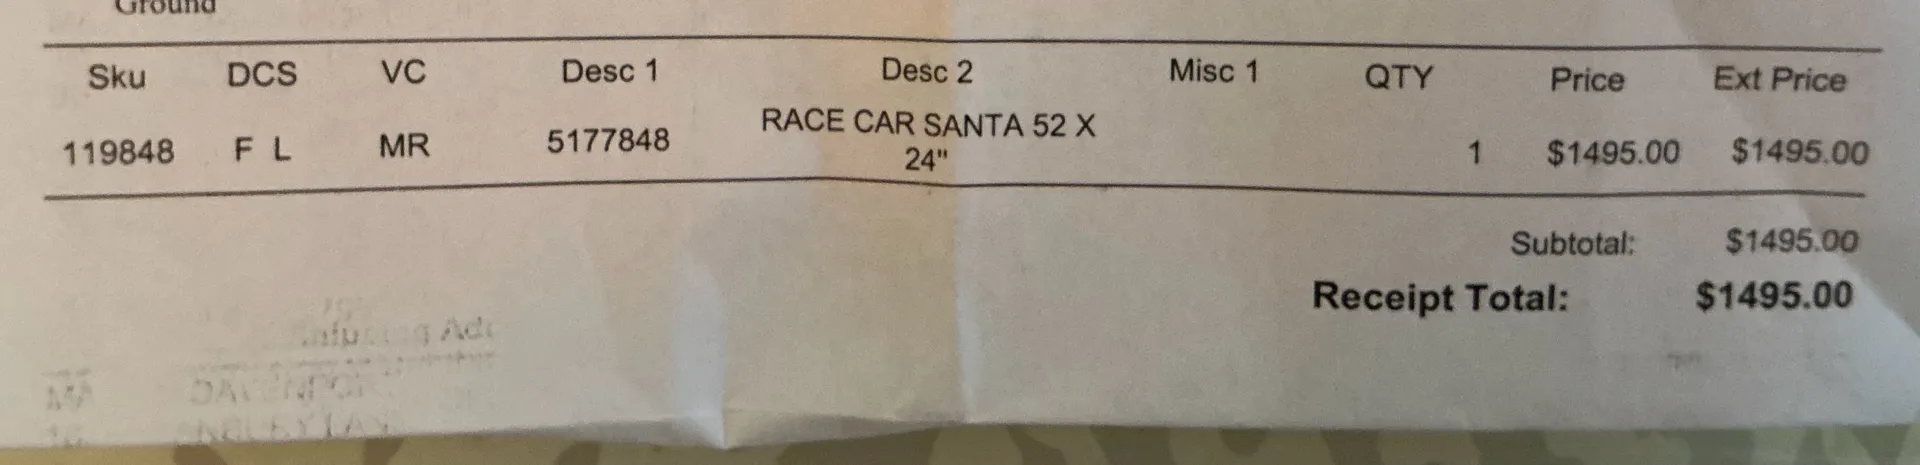 Ground
Sku DCS VC Desc 1 Desc 2 Misc 1 QTY Price Ext Price
119848 F L MR 5177848 RACE CAR SANTA 52 X 1 $1495.00 $1495.00
24"
Subtotal: $1495.00
Receipt Total: $1495.00